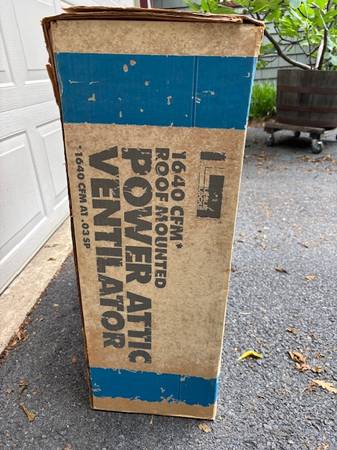 1640 CFM*
ROOF MOUNTED
POWER ATTIC
VENTILATOR
*1640 CFM AT .03 SP